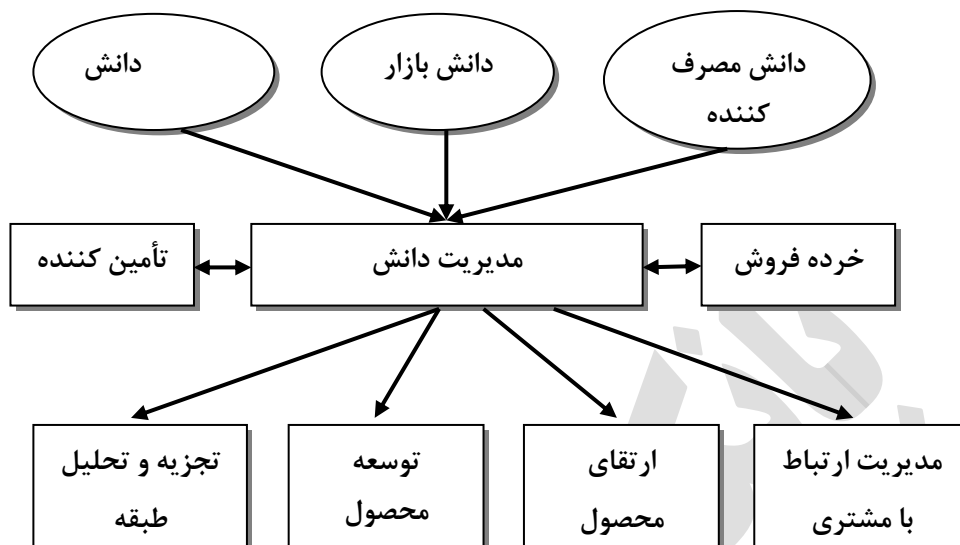 دانش مصرف
کننده
دانش بازار
دانش
خرده فروش
مدیریت دانش
تأمین کننده
مدیریت ارتباط
با مشتری
ارتقای
محصول
توسعه
محصول
تجزیه و تحلیل
طبقه